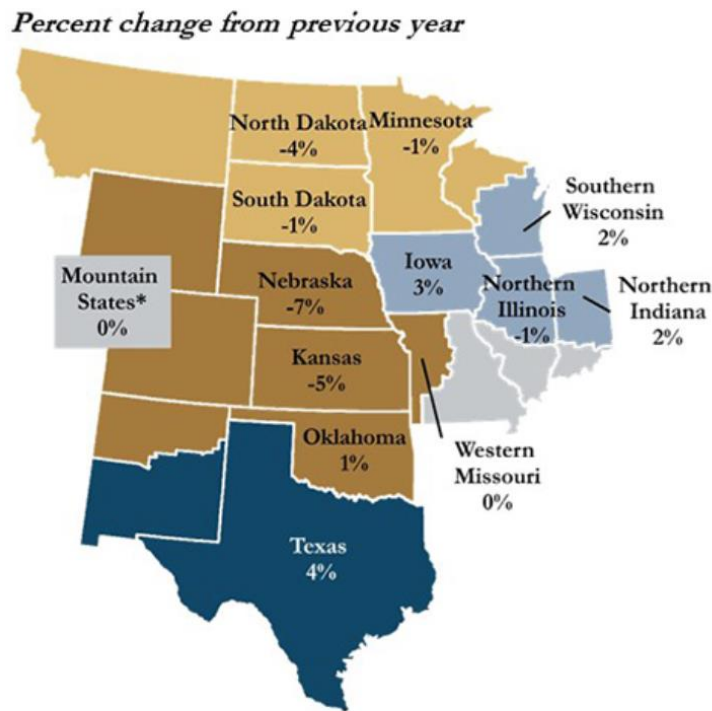 Percent change from previous year
North Dakota
-4%
Minnesota
-1%
South Dakota
-1%
Southern
Wisconsin
2%
Mountain
States*
0%
Nebraska
-7%
Iowa
3%
Northern
Illinois
-1%
Northern
Indiana
2%
Kansas
-5%
Oklahoma
1%
Western
Missouri
0%
Texas
4%